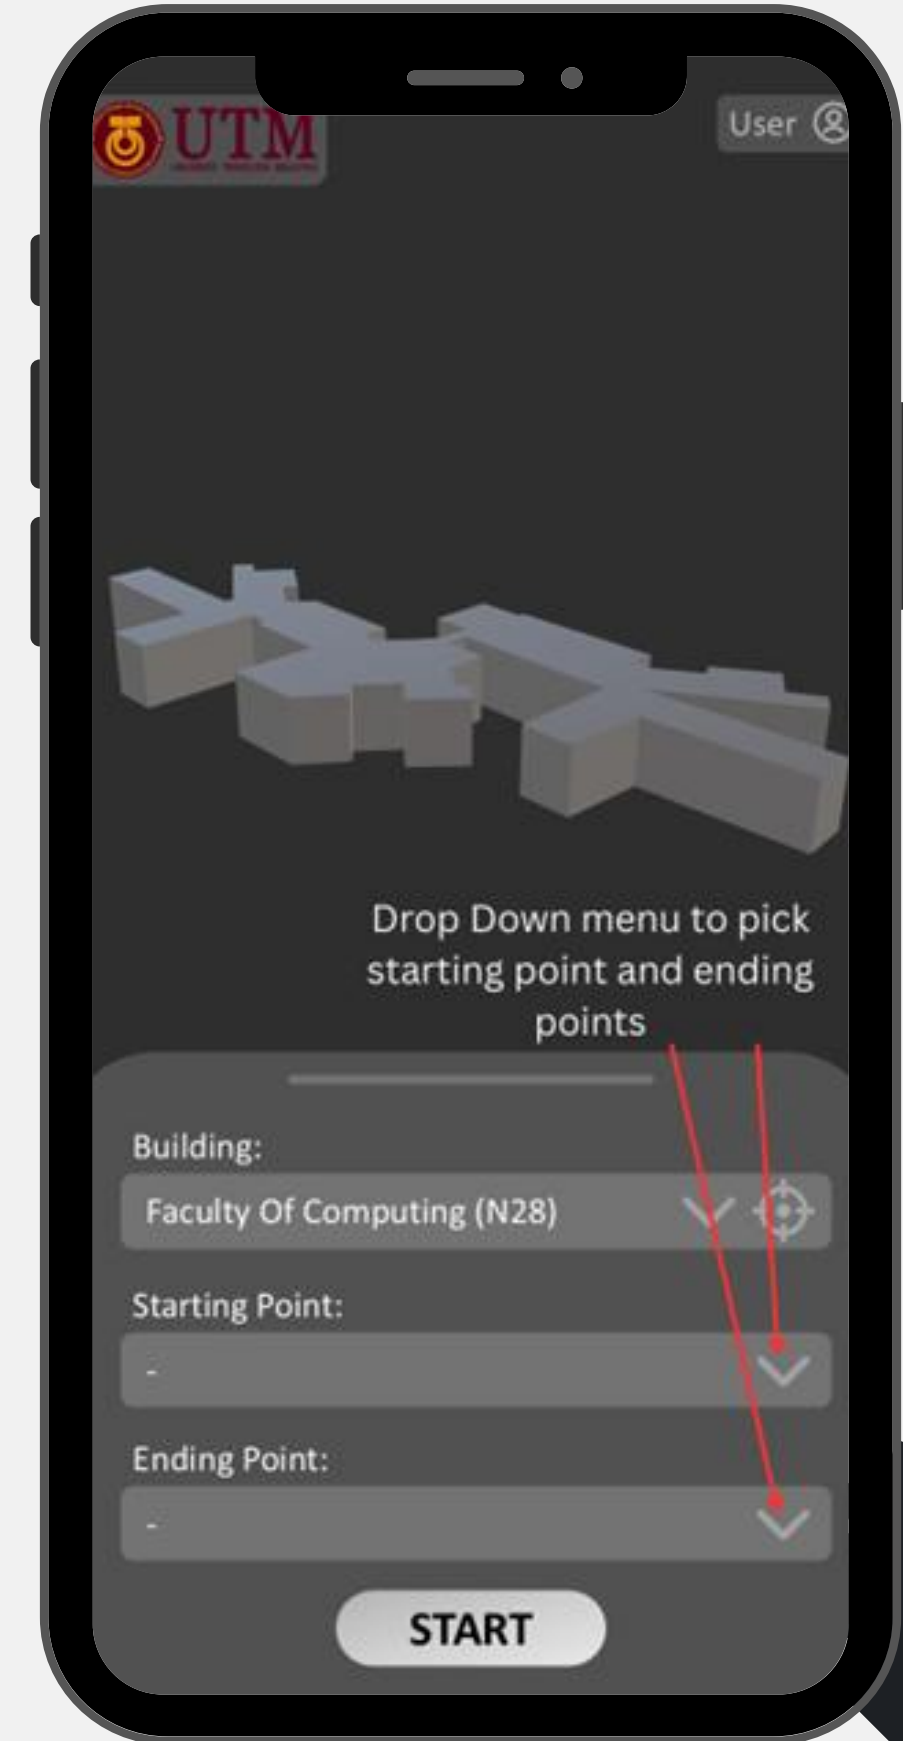 UTM
User
Drop Down menu to pick
starting point and ending
points
Building:
Faculty Of Computing (N28)
Starting Point:
-
Ending Point:
-
START